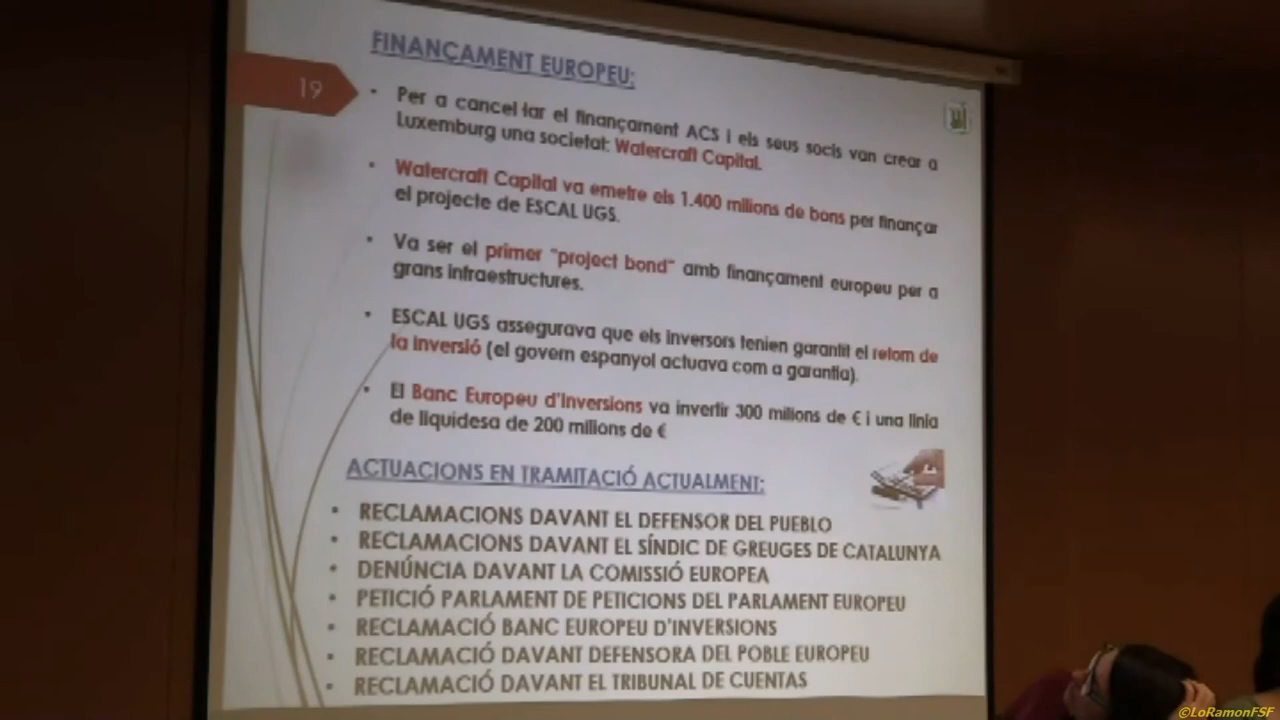 FINANÇAMENT EUROPEU:
19
Per a cancel·lar el finançament ACS i els seus socis van crear a
Luxemburg una societat: Watercraft Capital.
Watercraft Capital va emetre els 1.400 milions de bons per finançar
el projecte de ESCAL UGS.
Va ser el primer "project bond" amb finançament europeu per a
grans infraestructures.
ESCAL UGS assegurava que els inversors tenien garantit el retorn de
la inversió (el govern espanyol actuava com a garantia).
El Banc Europeu d'Inversions va invertir 300 milions de € i una línia
de liquidesa de 200 milions de €
ACTUACIONS EN TRAMITACIÓ ACTUALMENT:
RECLAMACIONS DAVANT EL DEFENSOR DEL PUEBLO
RECLAMACIONS DAVANT EL SÍNDIC DE GREUGES DE CATALUNYA
DENÚNCIA DAVANT LA COMISSIÓ EUROPEA
PETICIÓ PARLAMENT DE PETICIONS DEL PARLAMENT EUROPEU
RECLAMACIÓ BANC EUROPEU D'INVERSIONS
RECLAMACIÓ DAVANT DEFENSORA DEL POBLE EUROPEU
RECLAMACIÓ DAVANT EL TRIBUNAL DE CUENTAS
©LoRamonFSF